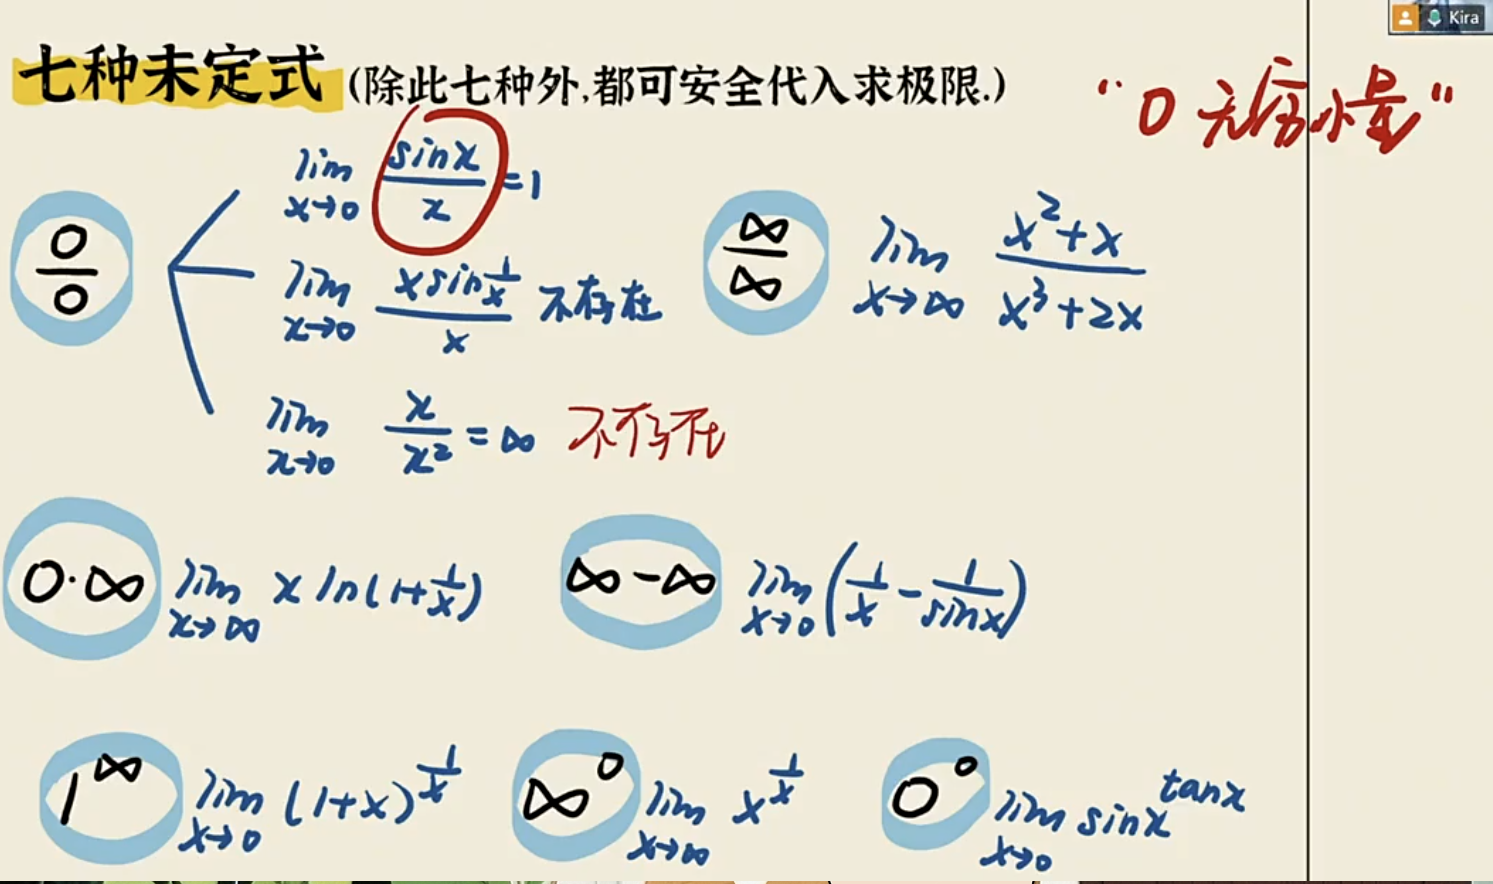 Kira
七种未定式 (除此七种外,都可安全代入求极限.)
“0 无穷小量”
0/0
lim x→0 sinx/x =1
lim x→0 xsin1/x / x 不存在
lim x→0 x/x² =∞ 不存在
∞/∞ lim x→∞ x²+x / x³+2x
0·∞ lim x→∞ x ln(1+1/x)
∞-∞ lim x→0 (1/x - 1/sinx)
1^∞ lim x→0 (1+x)^1/x
∞^0 lim x→∞ x^1/x
0^0 lim x→0 sinx^tanx